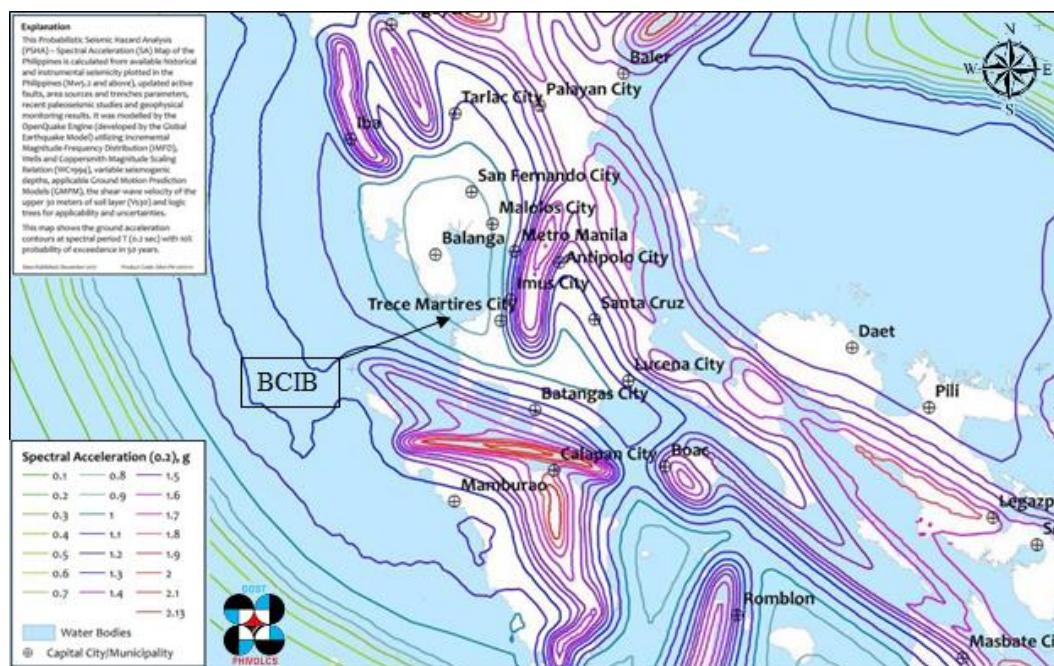 Explanation
This Probabilistic Seismic Hazard Analysis
(PSHA) – Spectral Acceleration (SA) Map of the
Philippines is calculated from available historical
and instrumental seismicity plotted in the
Philippines (Mw5.2 and above), updated active
faults, area sources and trenches parameters,
recent paleoseismic studies and geophysical
monitoring results. It was modelled by the
OpenQuake Engine (developed by the Global
Earthquake Model) utilizing Incremental
Magnitude-Frequency Distribution (IMFD),
Wells and Coppersmith Magnitude Scaling
Relation (WC1994), variable seismogenic
depths, applicable Ground Motion Prediction
Models (GMPM), the shear wave velocity of the
upper 30 meters of soil layer (Vs30) and logic
trees for applicability and uncertainties.
This map shows the ground acceleration
contours at spectral period T (0.2 sec) with 10%
probability of exceedance in 50 years.
N
W E
S
Baler
Palayan City
Tarlac City
Iba
San Fernando City
Malolos City
Balanga
Metro Manila
Antipolo City
Imus City
Trece Martires City
Santa Cruz
Daet
BCIB
Lucena City
Pili
Batangas City
Calapan City
Boac
Mamburao
Legazp
Romblon
Masbate Ci
Spectral Acceleration (0.2), g
0.1 0.8 1.5
0.2 0.9 1.6
0.3 1 1.7
0.4 1.1 1.8
0.5 1.2 1.9
0.6 1.3 2
0.7 1.4 2.1
2.13
Water Bodies
Capital City/Municipality
DOST
PHIVOLCS